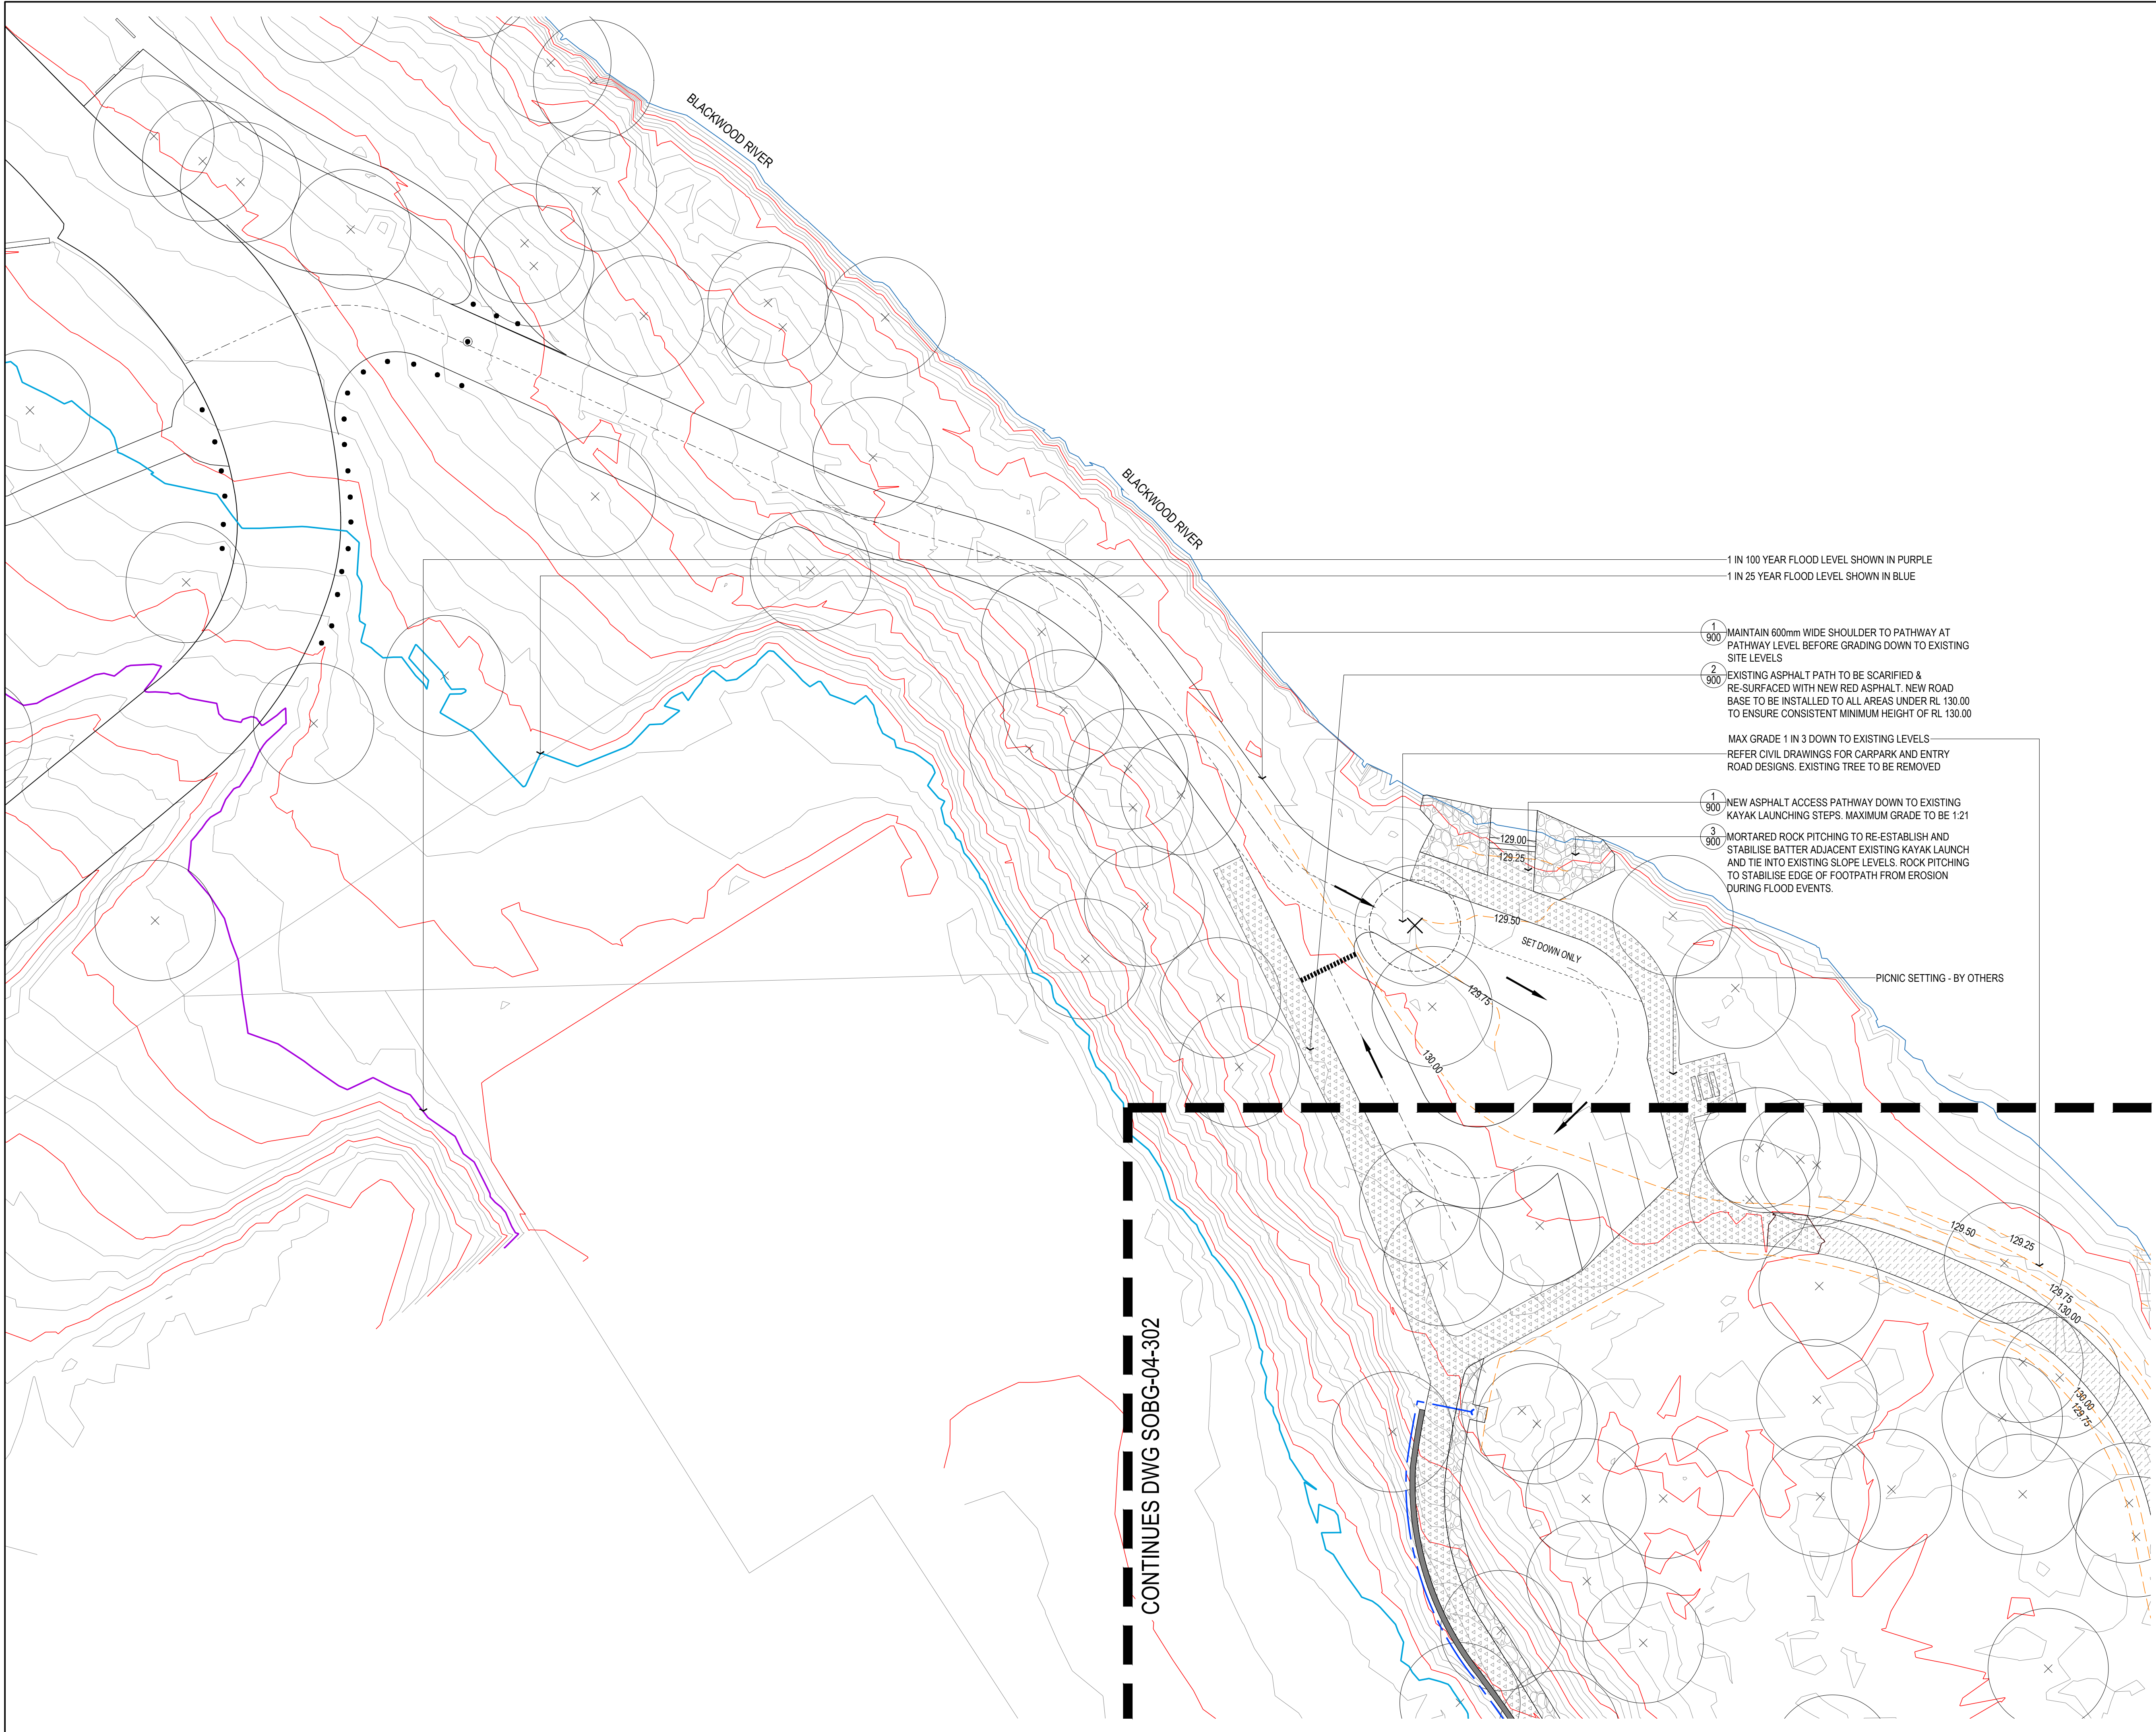 BLACKWOOD RIVER
BLACKWOOD RIVER
1 IN 100 YEAR FLOOD LEVEL SHOWN IN PURPLE
1 IN 25 YEAR FLOOD LEVEL SHOWN IN BLUE
1
900
MAINTAIN 600mm WIDE SHOULDER TO PATHWAY AT
PATHWAY LEVEL BEFORE GRADING DOWN TO EXISTING
SITE LEVELS
2
900
EXISTING ASPHALT PATH TO BE SCARIFIED &
RE-SURFACED WITH NEW RED ASPHALT. NEW ROAD
BASE TO BE INSTALLED TO ALL AREAS UNDER RL 130.00
TO ENSURE CONSISTENT MINIMUM HEIGHT OF RL 130.00
MAX GRADE 1 IN 3 DOWN TO EXISTING LEVELS
REFER CIVIL DRAWINGS FOR CARPARK AND ENTRY
ROAD DESIGNS. EXISTING TREE TO BE REMOVED
1
900
NEW ASPHALT ACCESS PATHWAY DOWN TO EXISTING
KAYAK LAUNCHING STEPS. MAXIMUM GRADE TO BE 1:21
3
900
MORTARED ROCK PITCHING TO RE-ESTABLISH AND
STABILISE BATTER ADJACENT EXISTING KAYAK LAUNCH
AND TIE INTO EXISTING SLOPE LEVELS. ROCK PITCHING
TO STABILISE EDGE OF FOOTPATH FROM EROSION
DURING FLOOD EVENTS.
129.00
129.25
129.50
SET DOWN ONLY
PICNIC SETTING - BY OTHERS
129.75
130.00
129.50
129.25
129.75
130.00
130.00
129.75
CONTINUES DWG SOBG-04-302